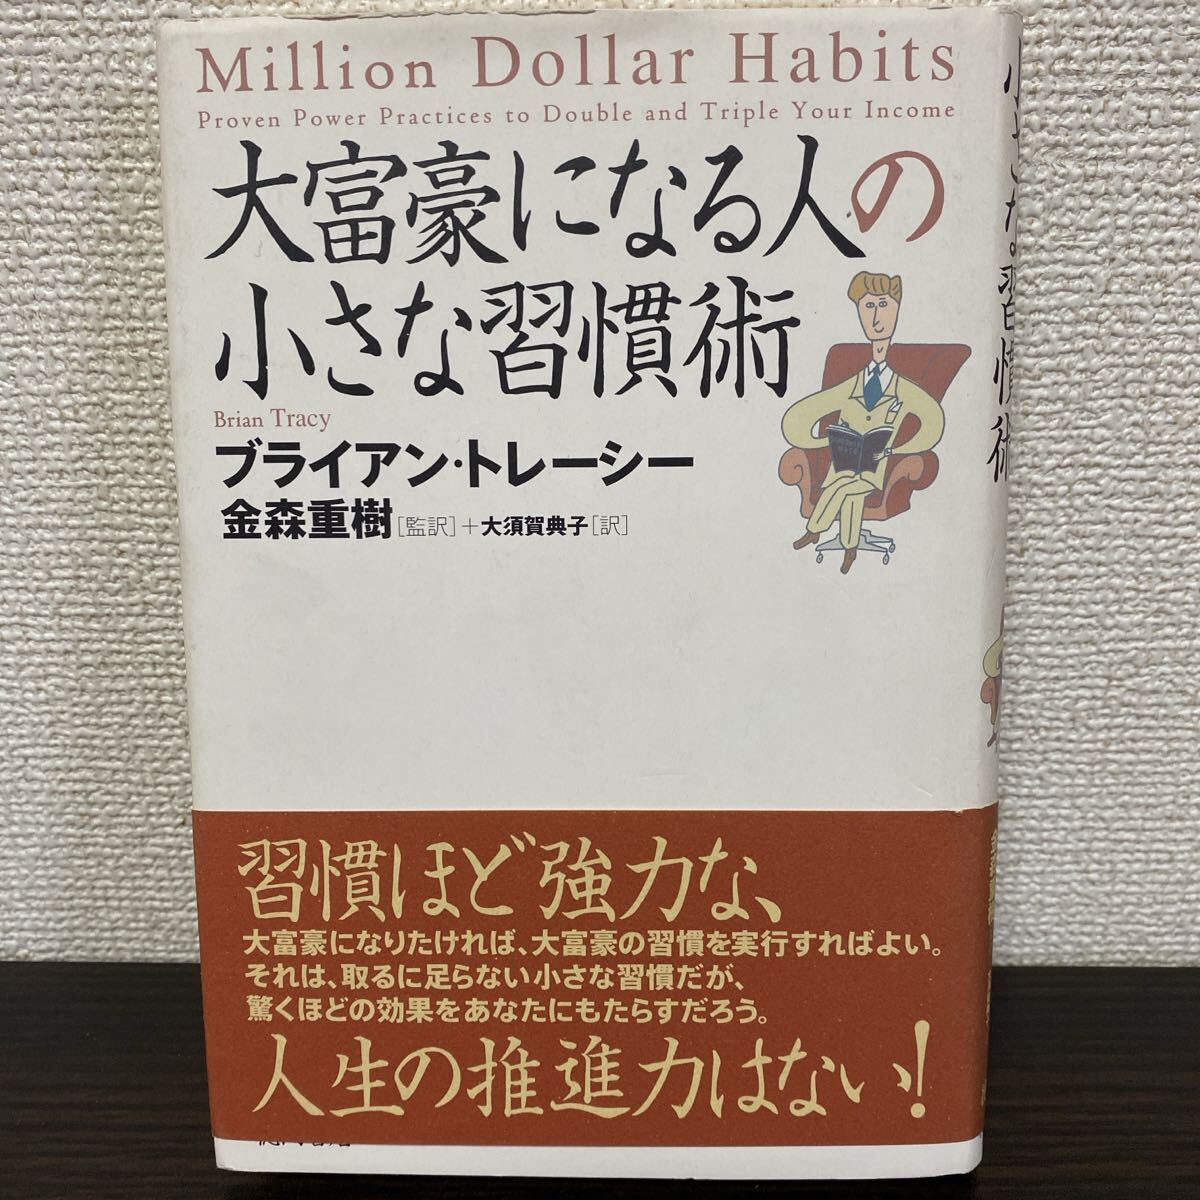 Million Dollar Habits
Proven Power Practices to Double and Triple Your Income
大富豪になる人の
小さな習慣術
Brian Tracy
ブライアン・トレーシー
金森重樹[監訳]+大須賀典子[訳]
習慣ほど強力な、
大富豪になりたければ、大富豪の習慣を実行すればよい。
それは、取るに足らない小さな習慣だが、
驚くほどの効果をあなたにもたらすだろう。
人生の推進力はない!
小さな習慣術